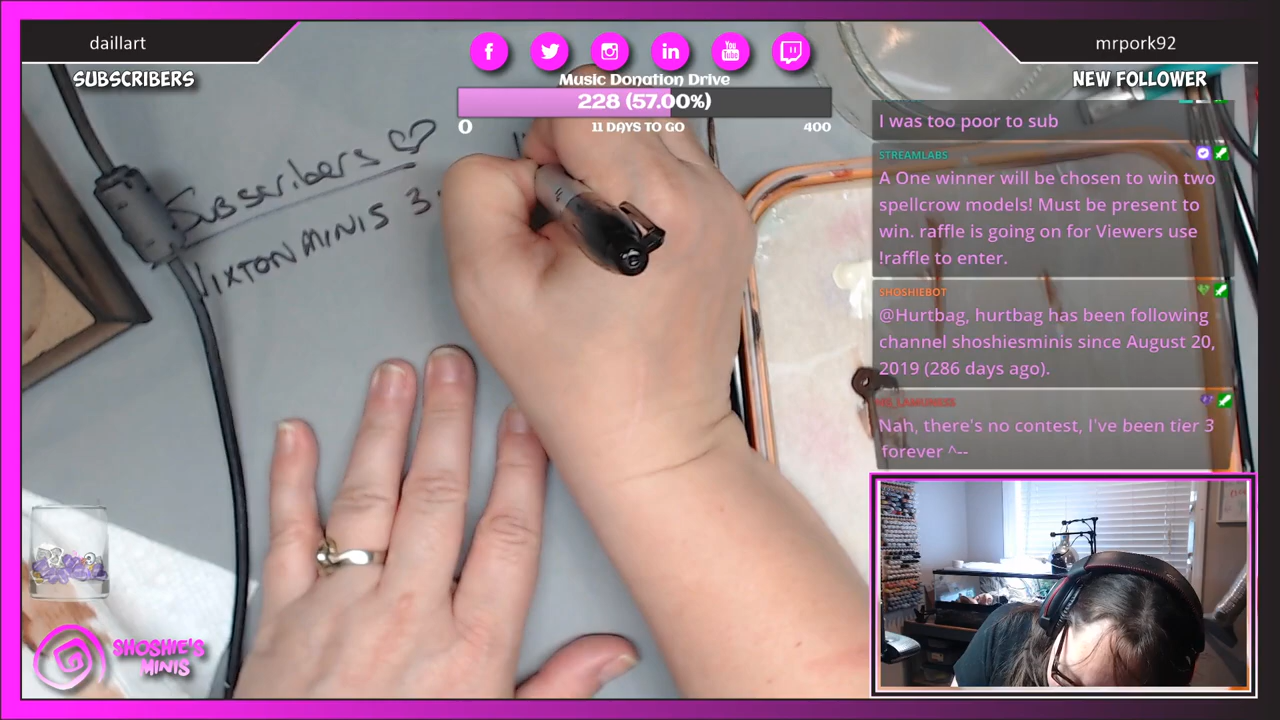 daillart
SUBSCRIBERS
Music Donation Drive
228 (57.00%)
0
11 DAYS TO GO
400
mrpork92
NEW FOLLOWER
I was too poor to sub
STREAMLABS
A One winner will be chosen to win two
spellcrow models! Must be present to
win. raffle is going on for Viewers use
!raffle to enter.
SHOSHIEBOT
@Hurtbag, hurtbag has been following
channel shoshiesminis since August 20,
2019 (286 days ago).
Nah, there's no contest, I've been tier 3
forever ^--
Subscribers ♡
VIXTONMINIS 3
You
Tube
SHOSHIE'S
MINIS